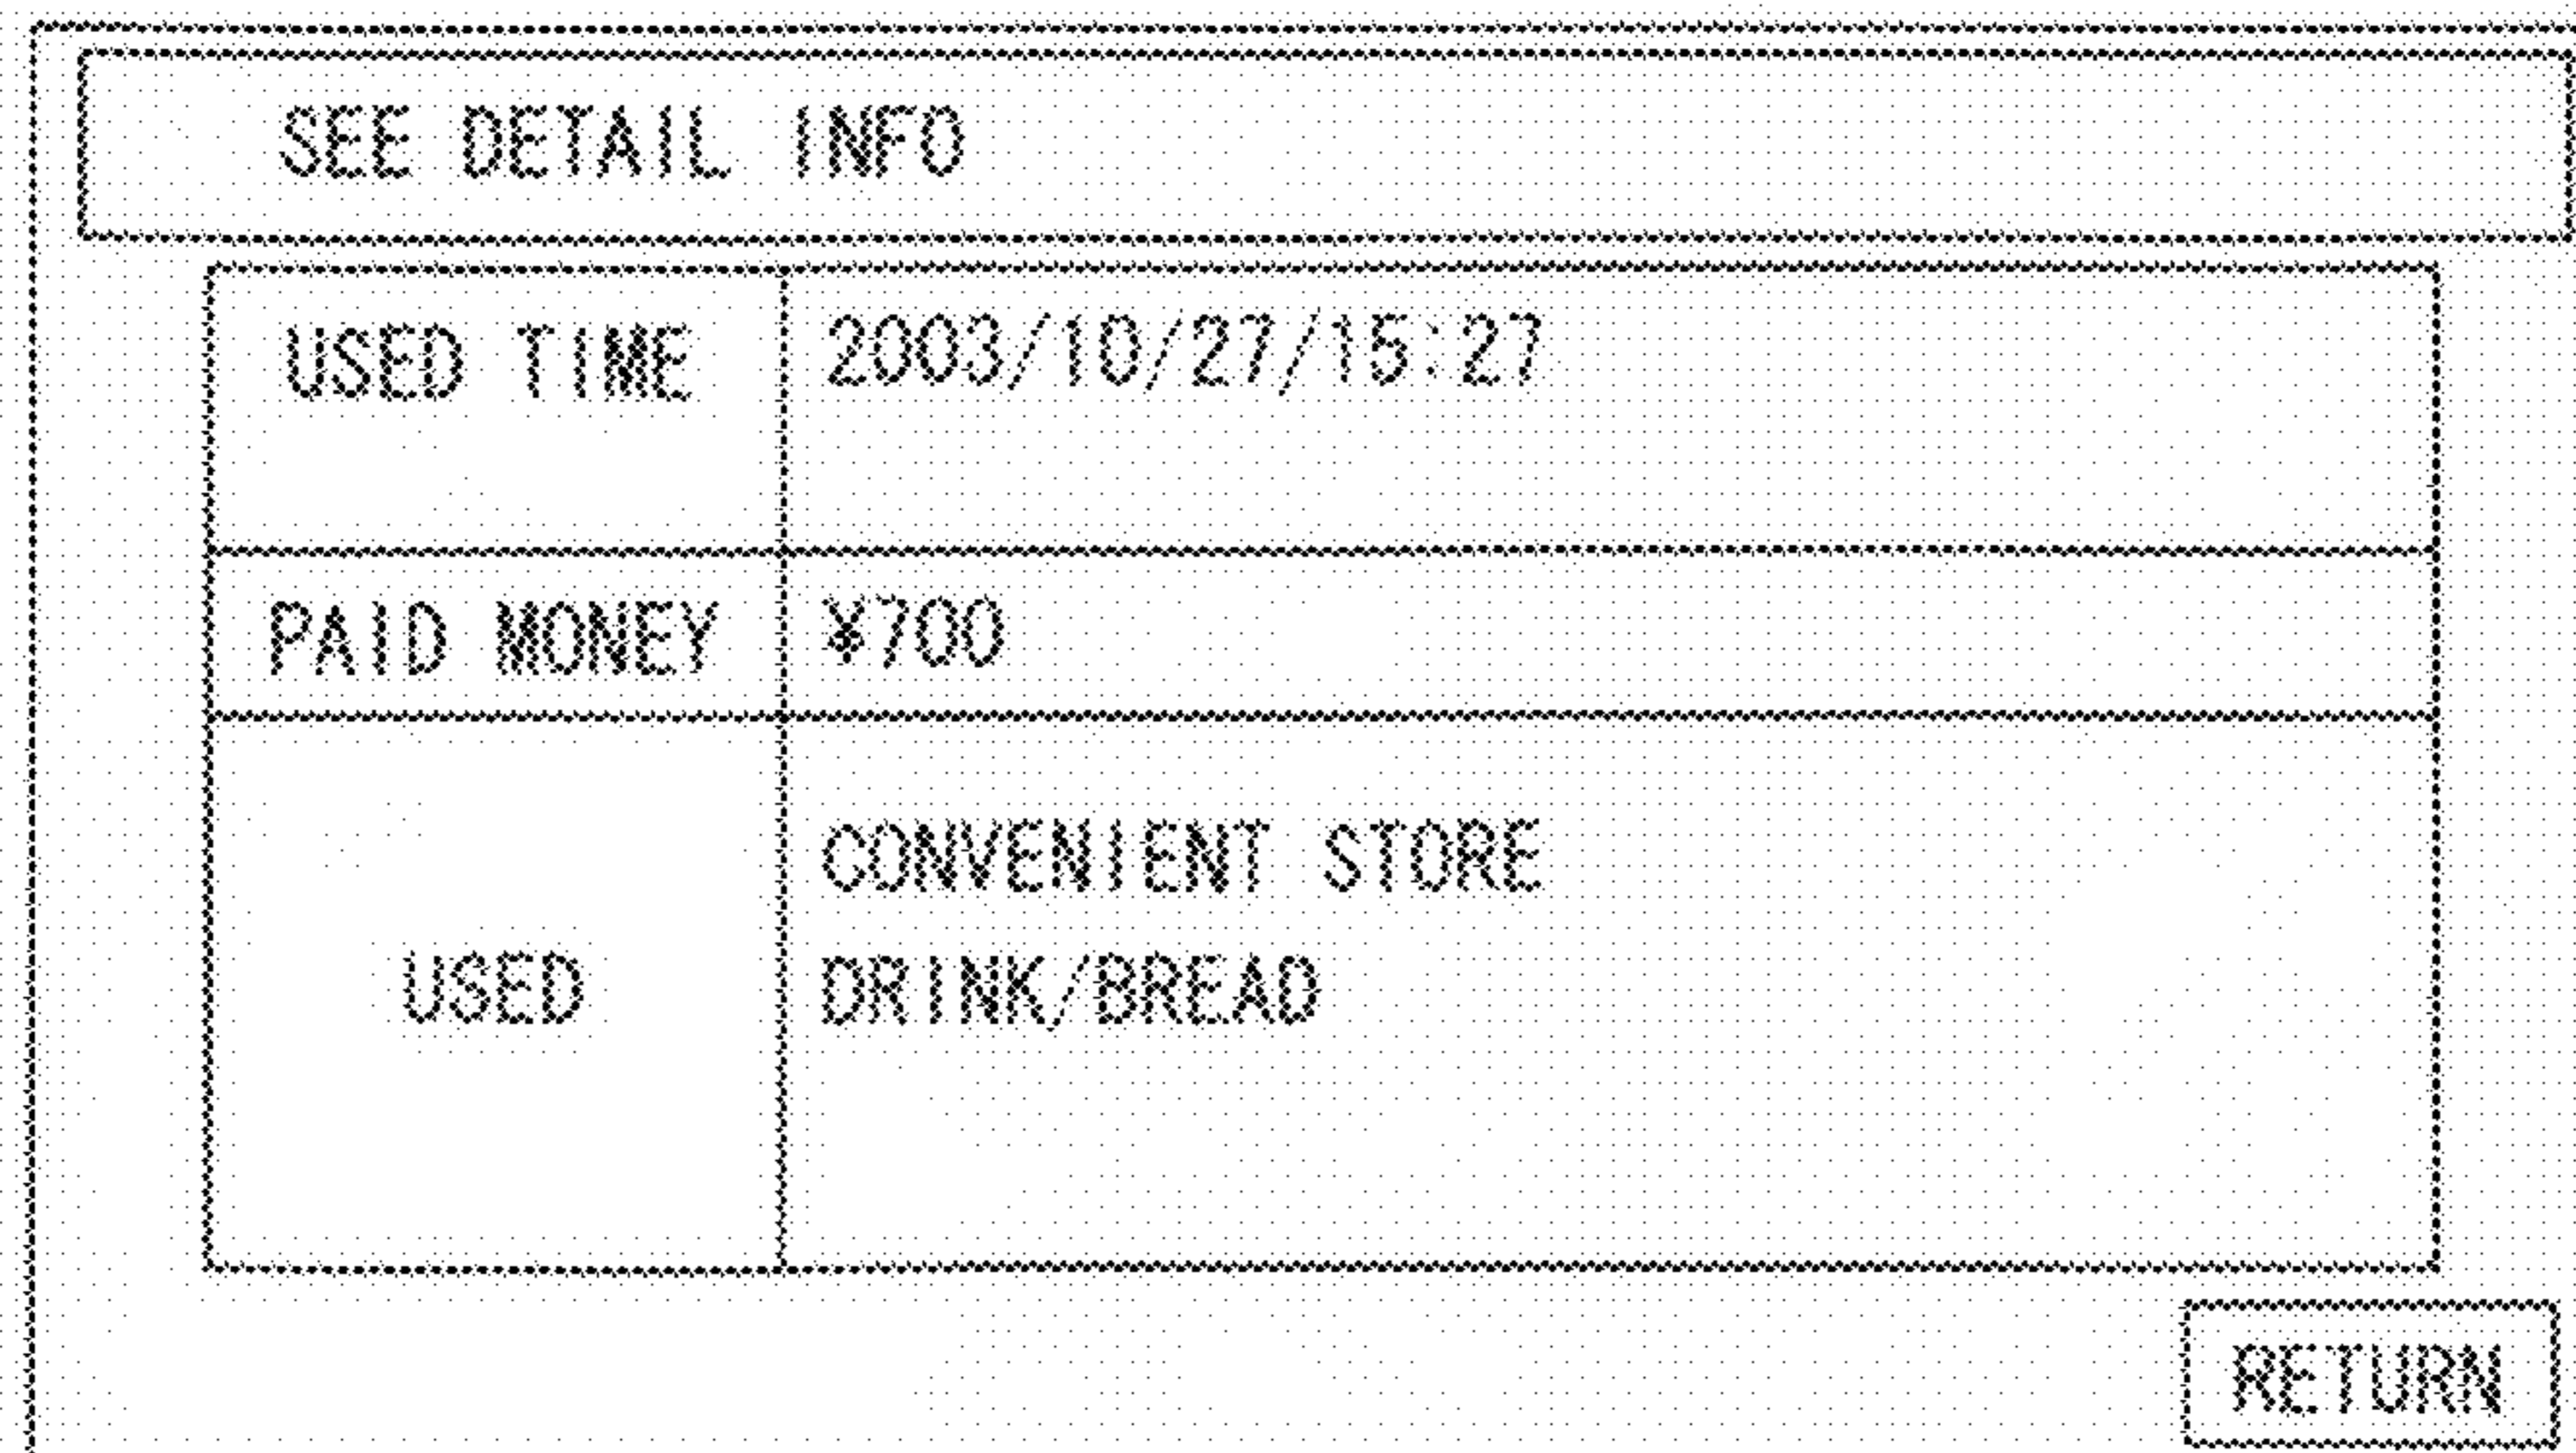 SEE DETAIL INFO
USED TIME 2003/10/27/15:27
PAID MONEY ¥700
CONVENIENT STORE
USED DRINK/BREAD
RETURN